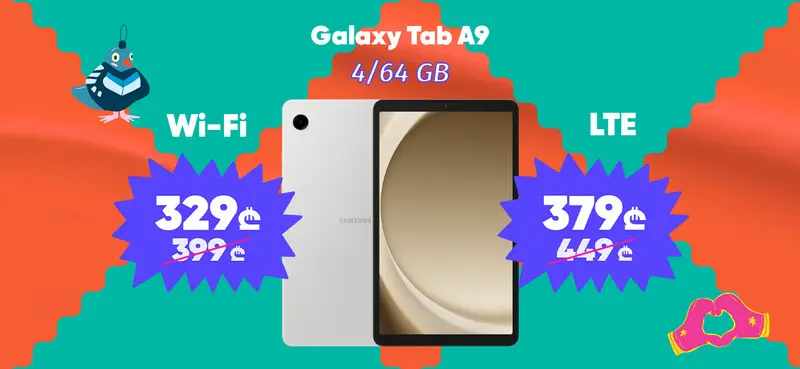 Galaxy Tab A9
4/64 GB
Wi-Fi
329₾
399₾
SAMSUNG
LTE
379₾
449₾